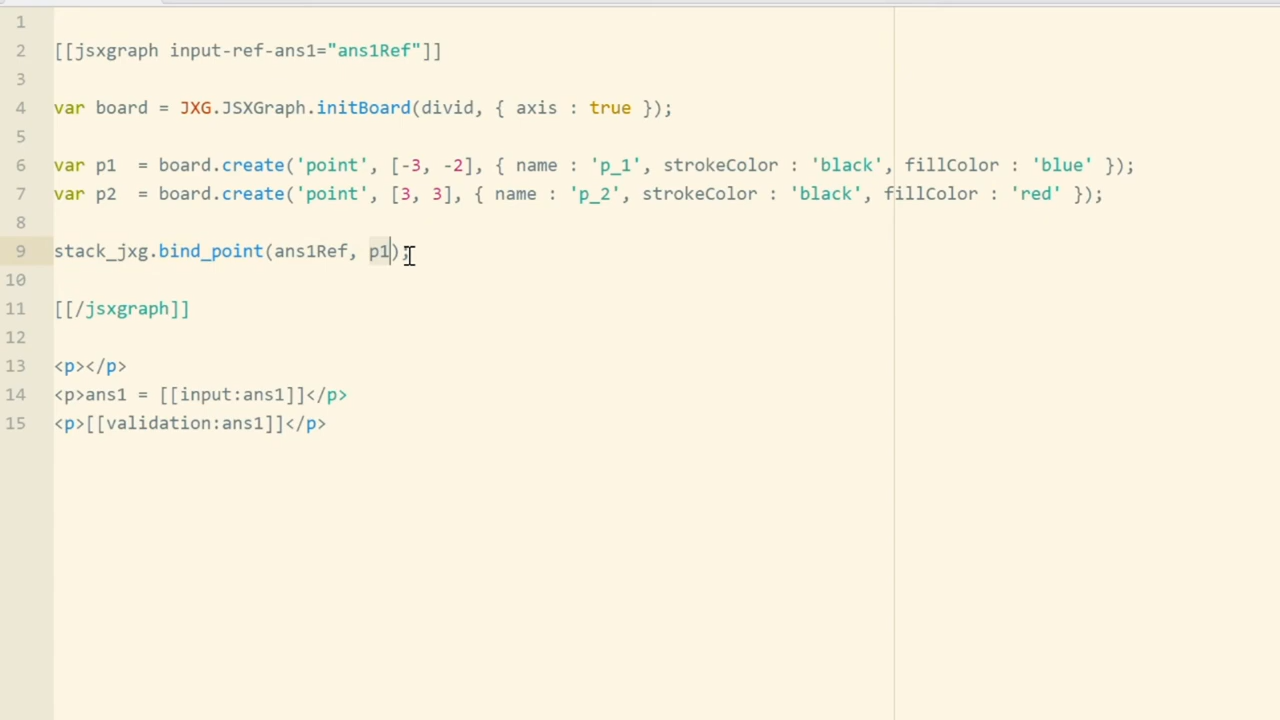 1
2 [[jsxgraph input-ref-ans1="ans1Ref"]]
3
4 var board = JXG.JSXGraph.initBoard(divid, { axis : true });
5
6 var p1  = board.create('point', [-3, -2], { name : 'p_1', strokeColor : 'black', fillColor : 'blue' });
7 var p2  = board.create('point', [3, 3], { name : 'p_2', strokeColor : 'black', fillColor : 'red' });
8
9 stack_jxg.bind_point(ans1Ref, p1);
10
11 [[/jsxgraph]]
12
13 <p></p>
14 <p>ans1 = [[input:ans1]]</p>
15 <p>[[validation:ans1]]</p>